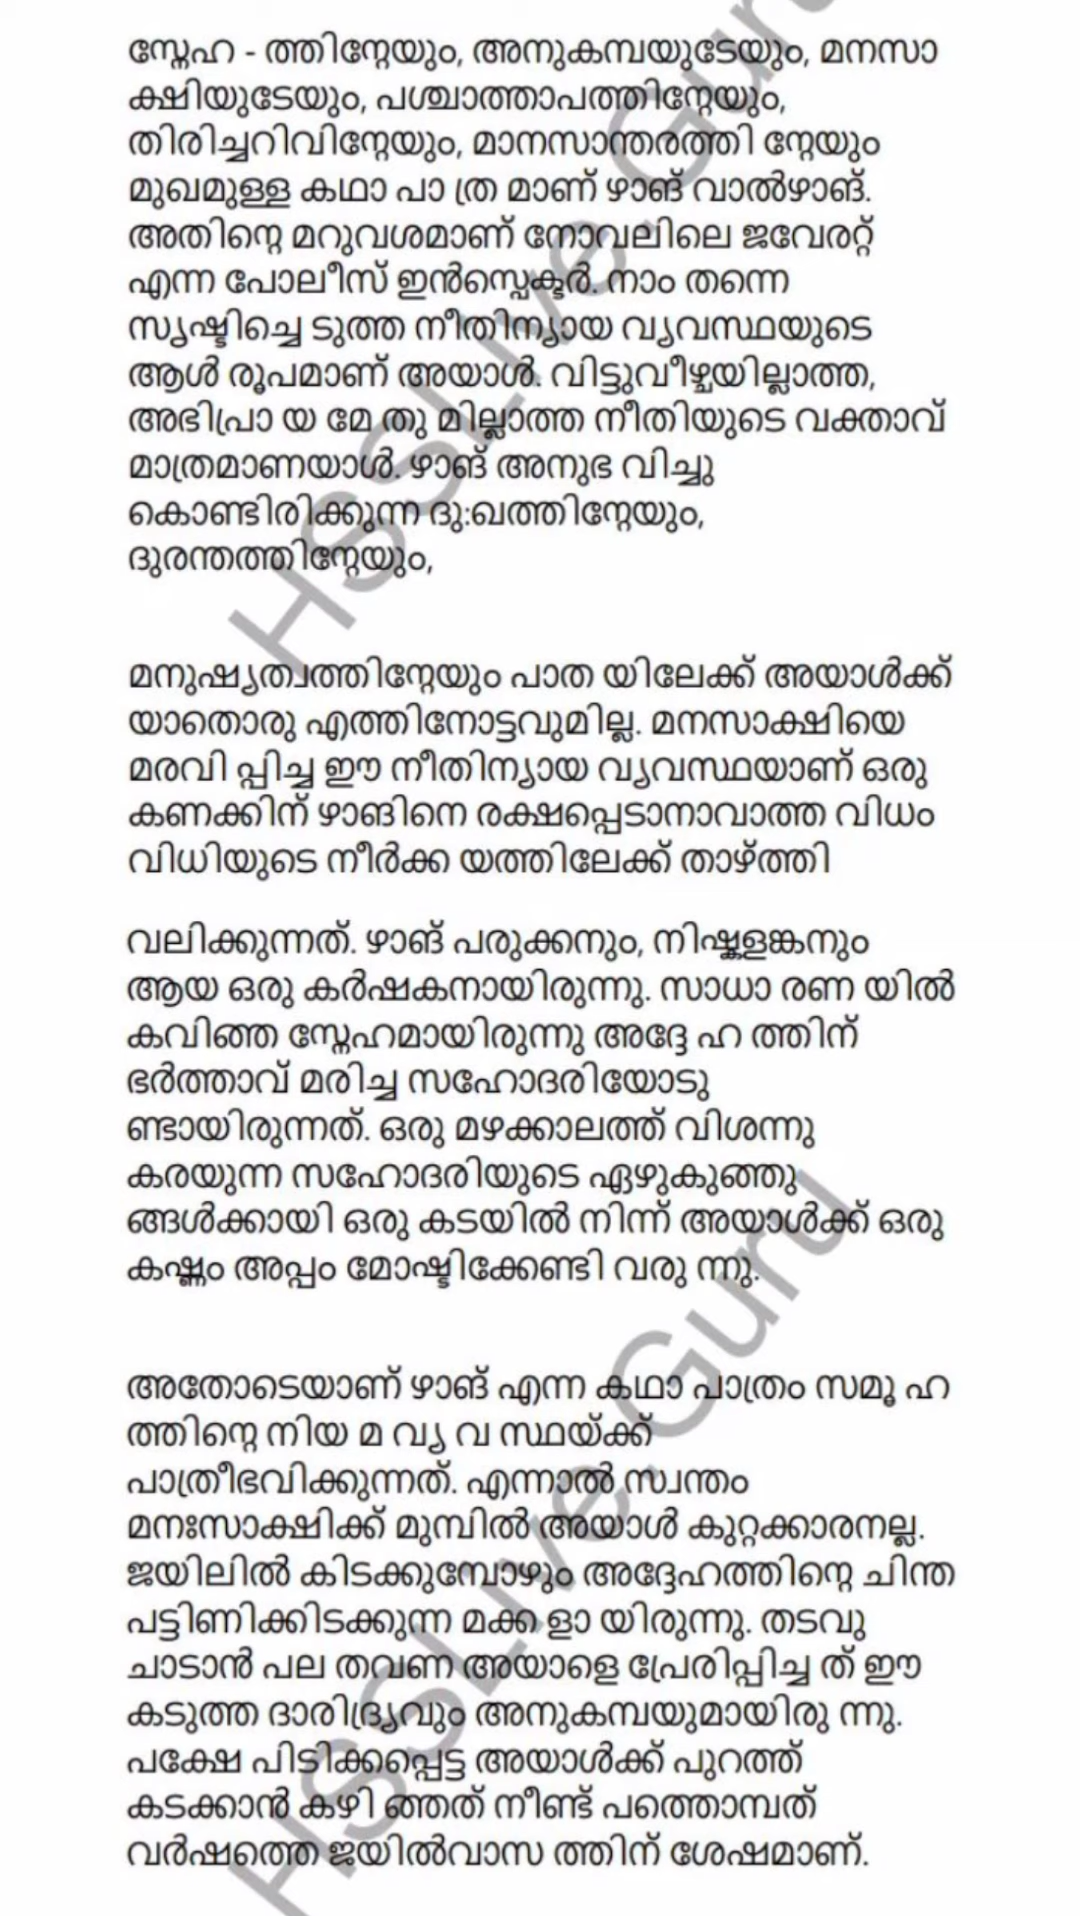 സ്നേഹ - ത്തിന്റേയും, അനുകമ്പയുടേയും, മനസാ
ക്ഷിയുടേയും, പശ്ചാത്താപത്തിന്റേയും,
തിരിച്ചറിവിന്റേയും, മാനസാന്തരത്തി ന്റേയും
മുഖമുള്ള കഥാ പാ ത്ര മാണ് ഴാങ് വാൽഴാങ്.
അതിന്റെ മറുവശമാണ് നോവലിലെ ജവേരറ്റ്
എന്ന പോലീസ് ഇൻസ്പെക്ടർ. നാം തന്നെ
സൃഷ്ടിച്ചെ ടുത്ത നീതിന്യായ വ്യവസ്ഥയുടെ
ആൾ രൂപമാണ് അയാൾ. വിട്ടുവീഴ്ചയില്ലാത്ത,
അഭിപ്രാ യ മേ തു മില്ലാത്ത നീതിയുടെ വക്താവ്
മാത്രമാണയാൾ. ഴാങ് അനുഭ വിച്ചു
കൊണ്ടിരിക്കുന്ന ദു:ഖത്തിന്റേയും,
ദുരന്തത്തിന്റേയും,
മനുഷ്യത്വത്തിന്റേയും പാത യിലേക്ക് അയാൾക്ക്
യാതൊരു എത്തിനോട്ടവുമില്ല. മനസാക്ഷിയെ
മരവി പ്പിച്ച ഈ നീതിന്യായ വ്യവസ്ഥയാണ് ഒരു
കണക്കിന് ഴാങിനെ രക്ഷപ്പെടാനാവാത്ത വിധം
വിധിയുടെ നീർക്ക യത്തിലേക്ക് താഴ്ത്തി
വലിക്കുന്നത്. ഴാങ് പരുക്കനും, നിഷ്കളങ്കനും
ആയ ഒരു കർഷകനായിരുന്നു. സാധാ രണ യിൽ
കവിഞ്ഞ സ്നേഹമായിരുന്നു അദ്ദേ ഹ ത്തിന്
ഭർത്താവ് മരിച്ച സഹോദരിയോടു
ണ്ടായിരുന്നത്. ഒരു മഴക്കാലത്ത് വിശന്നു
കരയുന്ന സഹോദരിയുടെ ഏഴുകുഞ്ഞു
ങ്ങൾക്കായി ഒരു കടയിൽ നിന്ന് അയാൾക്ക് ഒരു
കഷ്ണം അപ്പം മോഷ്ടിക്കേണ്ടി വരു ന്നു.
അതോടെയാണ് ഴാങ് എന്ന കഥാ പാത്രം സമൂ ഹ
ത്തിന്റെ നിയ മ വ്യ വ സ്ഥയ്ക്ക്
പാത്രീഭവിക്കുന്നത്. എന്നാൽ സ്വന്തം
മനഃസാക്ഷിക്ക് മുമ്പിൽ അയാൾ കുറ്റക്കാരനല്ല.
ജയിലിൽ കിടക്കുമ്പോഴും അദ്ദേഹത്തിന്റെ ചിന്ത
പട്ടിണിക്കിടക്കുന്ന മക്ക ളാ യിരുന്നു. തടവു
ചാടാൻ പല തവണ അയാളെ പ്രേരിപ്പിച്ച ത് ഈ
കടുത്ത ദാരിദ്ര്യവും അനുകമ്പയുമായിരു ന്നു.
പക്ഷേ പിടിക്കപ്പെട്ട അയാൾക്ക് പുറത്ത്
കടക്കാൻ കഴി ഞ്ഞത് നീണ്ട് പത്തൊമ്പത്
വർഷത്തെ ജയിൽവാസ ത്തിന് ശേഷമാണ്.
HSSLive.Guru
HSSLive.Guru